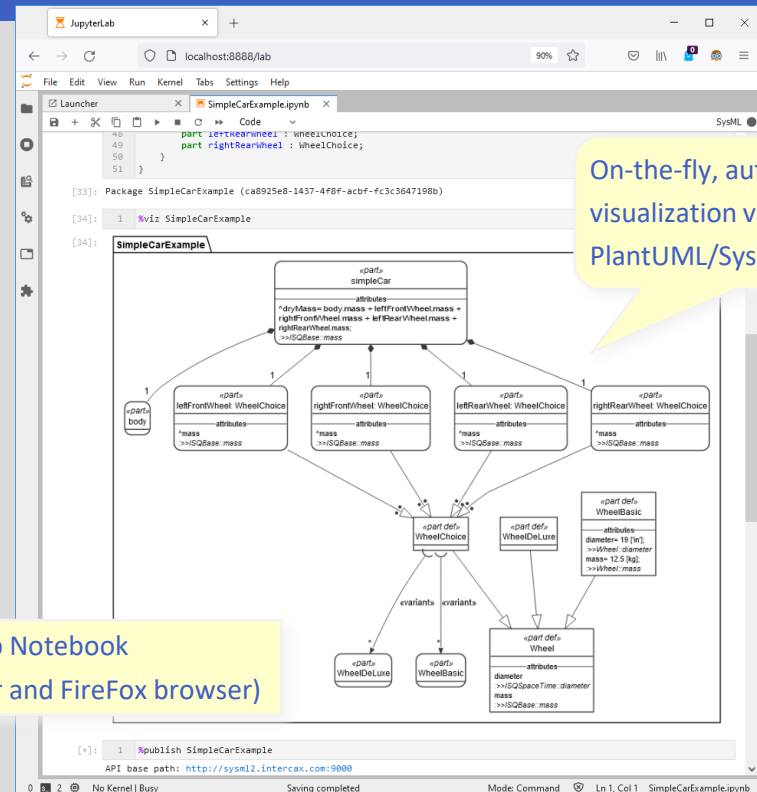 JupyterLab
localhost:8888/lab
90%
0
File Edit View Run Kernel Tabs Settings Help
Launcher
SimpleCarExample.ipynb
Code
SysML
48 part leftRearWheel : WheelChoice;
49 part rightRearWheel : WheelChoice;
50 }
51 }
[33]: Package SimpleCarExample (ca8925e8-1437-4f8f-acbf-fc3c3647198b)
[34]: 1 %viz SimpleCarExample
[34]:
SimpleCarExample
«part»
simpleCar
attributes
^dryMass= body.mass + leftFrontWheel.mass +
rightFrontWheel.mass + leftRearWheel.mass +
rightRearWheel.mass;
:>>ISQBase::mass
1 1 1 1 1
«part»
body
«part»
leftFrontWheel: WheelChoice
attributes
^mass
:>>ISQBase::mass
«part»
rightFrontWheel: WheelChoice
attributes
^mass
:>>ISQBase::mass
«part»
leftRearWheel: WheelChoice
attributes
^mass
:>>ISQBase::mass
«part»
rightRearWheel: WheelChoice
attributes
^mass
:>>ISQBase::mass
«part def»
WheelChoice
«part def»
WheelDeLuxe
«part def»
WheelBasic
attributes
diameter= 19 ['in'];
:>>Wheel::diameter
mass= 12.5 [kg];
:>>Wheel::mass
«variant» «variant»
* *
«part»
WheelDeLuxe
«part»
WheelBasic
«part def»
Wheel
attributes
diameter
:>>ISQSpaceTime::diameter
mass
:>>ISQBase::mass
[*]: 1 %publish SimpleCarExample
API base path: http://sysml2.intercax.com:9000
0 2 No Kernel | Busy Saving completed Mode: Command Ln 1, Col 1 SimpleCarExample.ipynb
On-the-fly, aut
visualization v
PlantUML/Sys
Notebook
and FireFox browser)